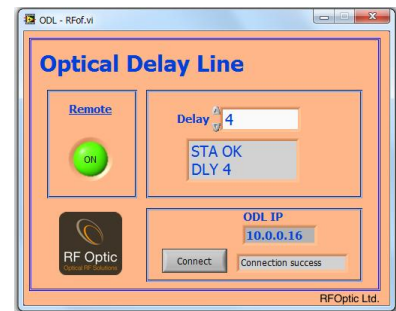 ODL - RFof.vi
Optical Delay Line
Remote
ON
Delay 4
STA OK
DLY 4
RF Optic
Optical RF Solutions
ODL IP
10.0.0.16
Connect
Connection success
RFOptic Ltd.